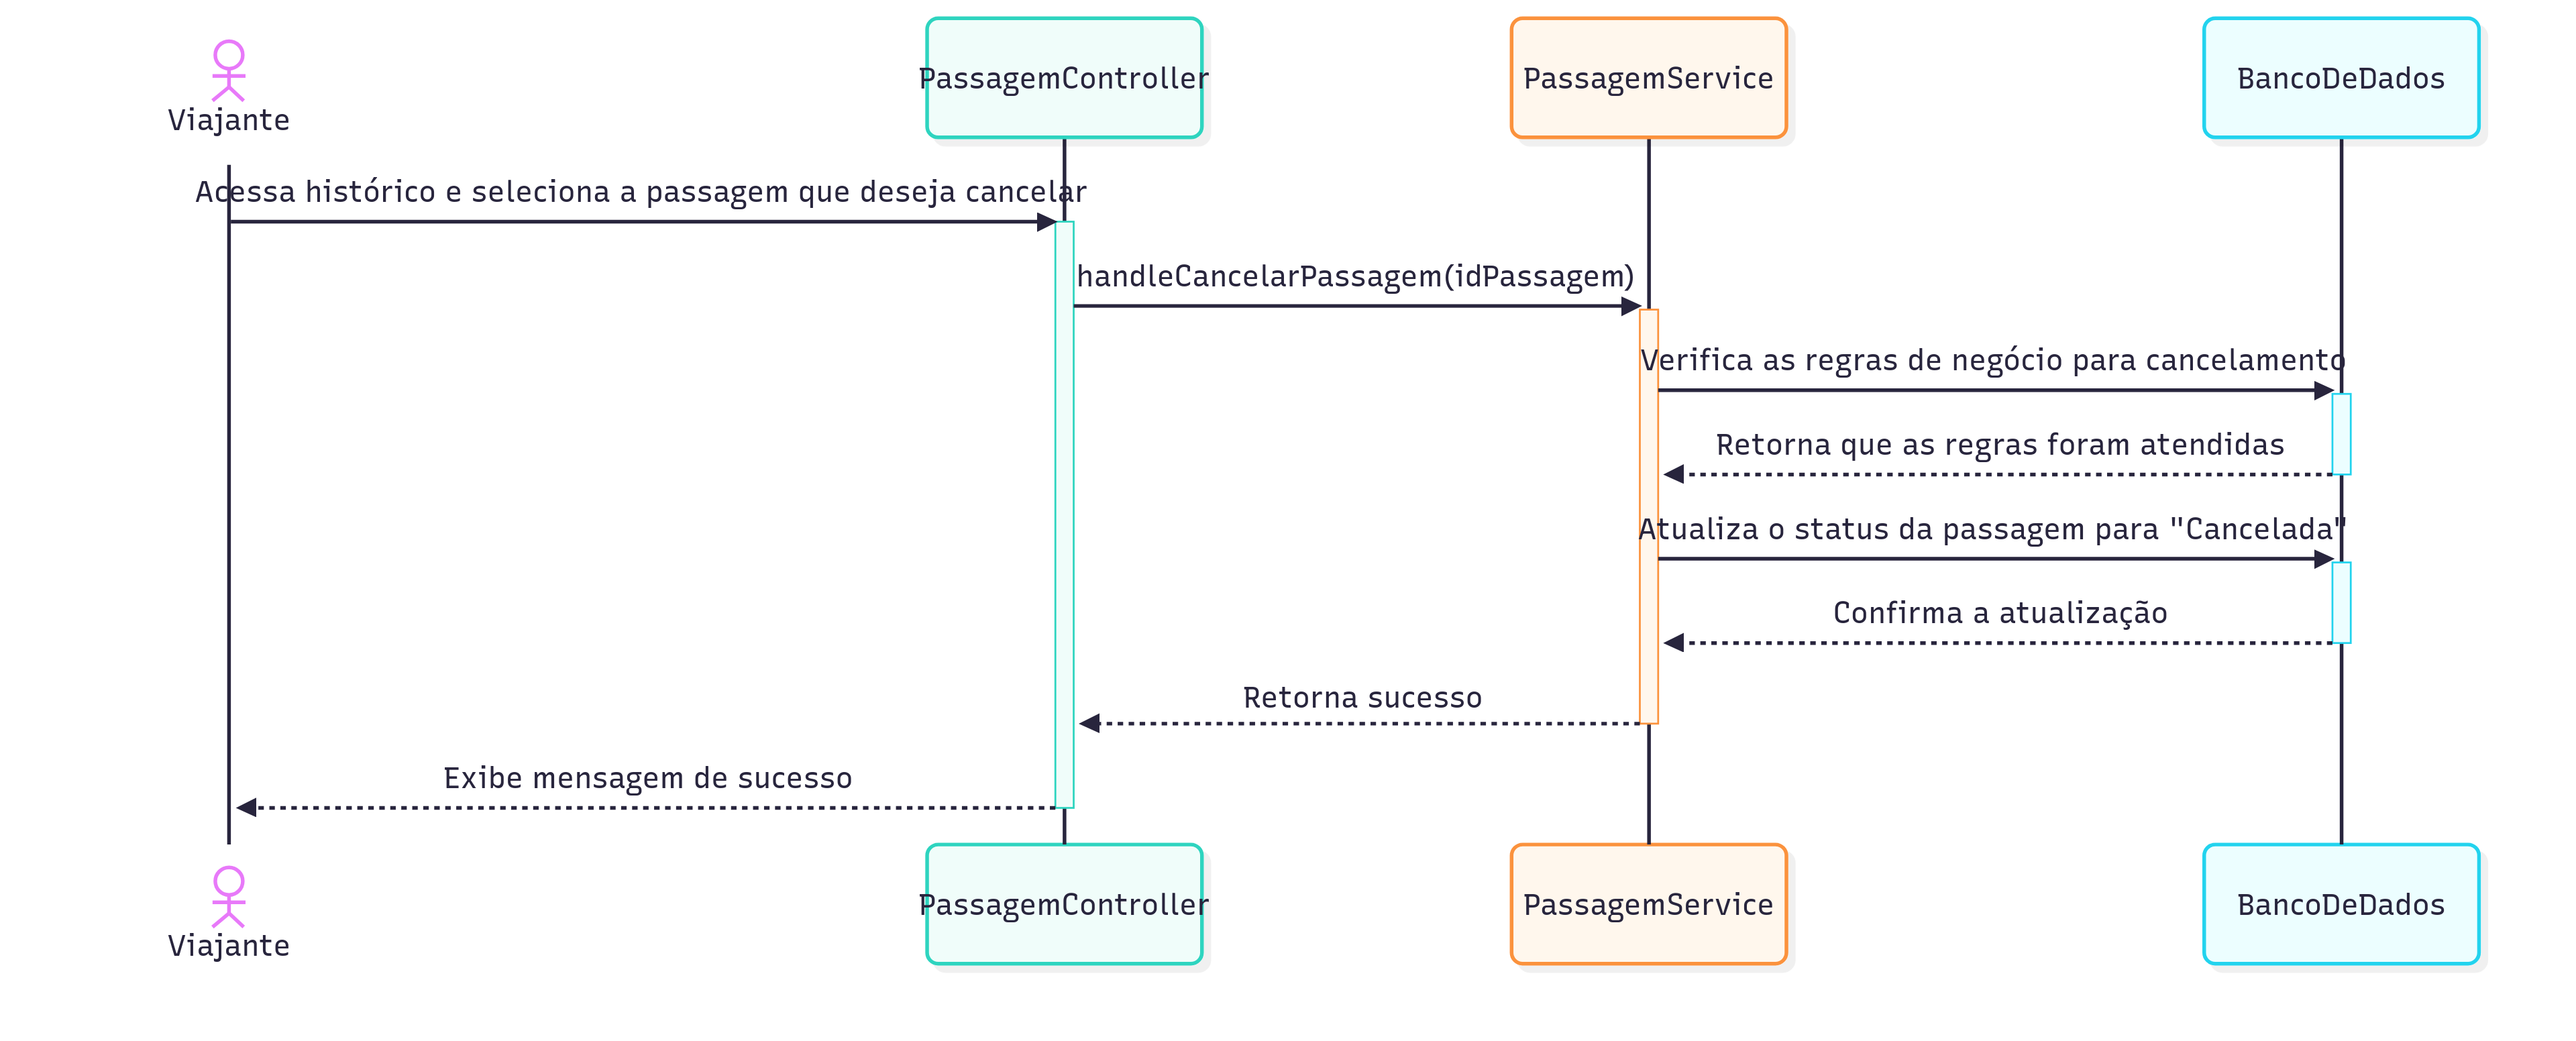 Viajante
PassagemController
PassagemService
BancoDeDados
Acessa histórico e seleciona a passagem que deseja cancelar
handleCancelarPassagem(idPassagem)
Verifica as regras de negócio para cancelamento
Retorna que as regras foram atendidas
Atualiza o status da passagem para "Cancelada"
Confirma a atualização
Retorna sucesso
Exibe mensagem de sucesso
Viajante
PassagemController
PassagemService
BancoDeDados